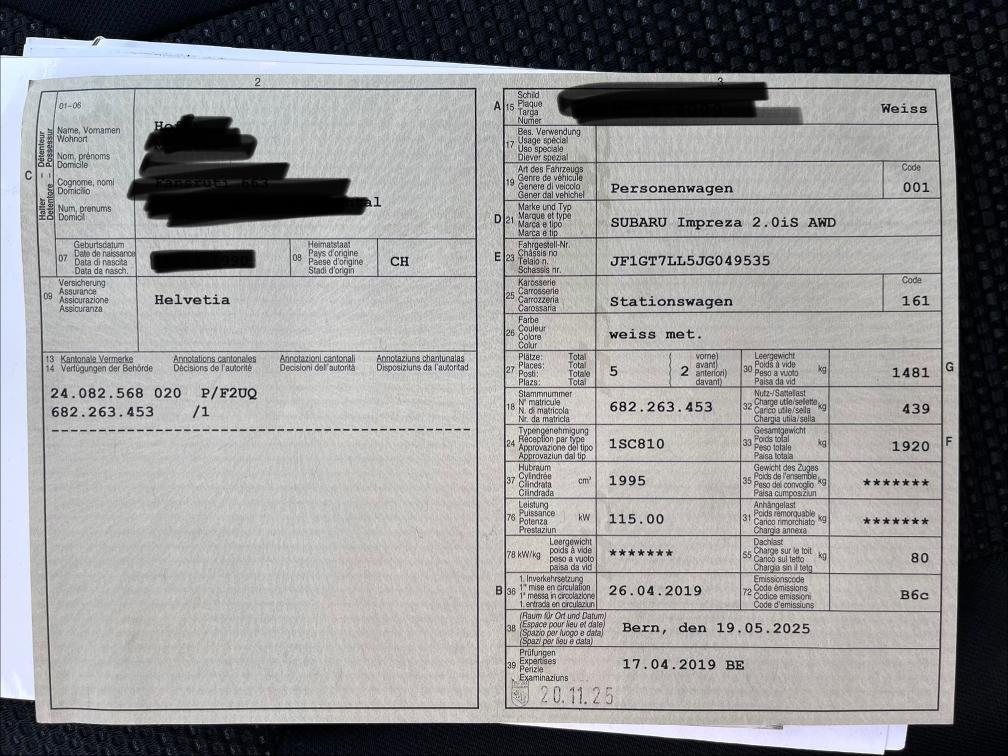 2
01-06
Name, Vornamen
Wohnort
Nom, prénoms
Domicile
Cognome, nomi
Domicilio
Num, prenums
Domicil
C
Halter – Détenteur
Detentore – Possessur
al
07
Geburtsdatum
Date de naissance
Data di nascita
Data da nasch.
08
Heimatstaat
Pays d'origine
Paese d'origine
Stadi d'origin
CH
09
Versicherung
Assurance
Assicurazione
Assicuranza
Helvetia
13 Kantonale Vermerke Annotations cantonales Annotazioni cantonali Annotaziuns chantunalas
14 Verfügungen der Behörde Décisions de l'autorité Decisioni dell'autorità Disposiziuns da l'autoritad
24.082.568 020 P/F2UQ
682.263.453 /1
3
A 15
Schild
Plaque
Targa
Numer
Weiss
17
Bes. Verwendung
Usage spécial
Uso speciale
Diever spezial
19
Art des Fahrzeugs
Genre de véhicule
Genere di veicolo
Gener dal vehichel
Personenwagen
Code
001
D 21
Marke und Typ
Marque et type
Marca e tipo
Marca e tip
SUBARU Impreza 2.0iS AWD
E 23
Fahrgestell-Nr.
Châssis no
Telaio n.
Schassis nr.
JF1GT7LL5JG049535
25
Karosserie
Carrosserie
Carrozzeria
Carossaria
Stationswagen
Code
161
26
Farbe
Couleur
Colore
Colur
weiss met.
27
Plätze: Total
Places: Total
Posti: Totale
Plazs: Total
5
( vorne)
2 avant)
anteriori)
( davant)
30
Leergewicht
Poids à vide
Peso a vuoto
Paisa da vid
kg
1481
G
18
Stammnummer
N° matricule
N. di matricola
Nr. da matricla
682.263.453
32
Nutz-/Sattellast
Charge utile/sellette
Carico utile/sella
Chargia utila/sella
kg
439
24
Typengenehmigung
Réception par type
Approvazione del tipo
Approvaziun dal tip
1SC810
33
Gesamtgewicht
Poids total
Peso totale
Paisa totala
kg
1920
F
37
Hubraum
Cylindrée
Cilindrata
Cilindrada
cm³
1995
35
Gewicht des Zuges
Poids de l'ensemble
Peso del convoglio
Paisa cumposiziun
kg
*******
76
Leistung
Puissance
Potenza
Prestaziun
kW
115.00
31
Anhängelast
Poids remorquable
Carico rimorchiato
Chargia annexa
kg
*******
78 kW/kg
Leergewicht
poids à vide
peso a vuoto
paisa da vid
*******
55
Dachlast
Charge sur le toit
Carico sul tetto
Chargia sin il tetg
kg
80
B 36
1. Inverkehrsetzung
1re mise en circulation
1a messa in circolazione
1. entrada en circulaziun
26.04.2019
72
Emissionscode
Code émissions
Codice emissioni
Code d'emissiuns
B6c
38
(Raum für Ort und Datum)
(Espace pour lieu et date)
(Spazio per luogo e data)
(Spazi per lieu e data)
Bern, den 19.05.2025
39
Prüfungen
Expertises
Perizie
Examinaziuns
17.04.2019 BE
20.11.25